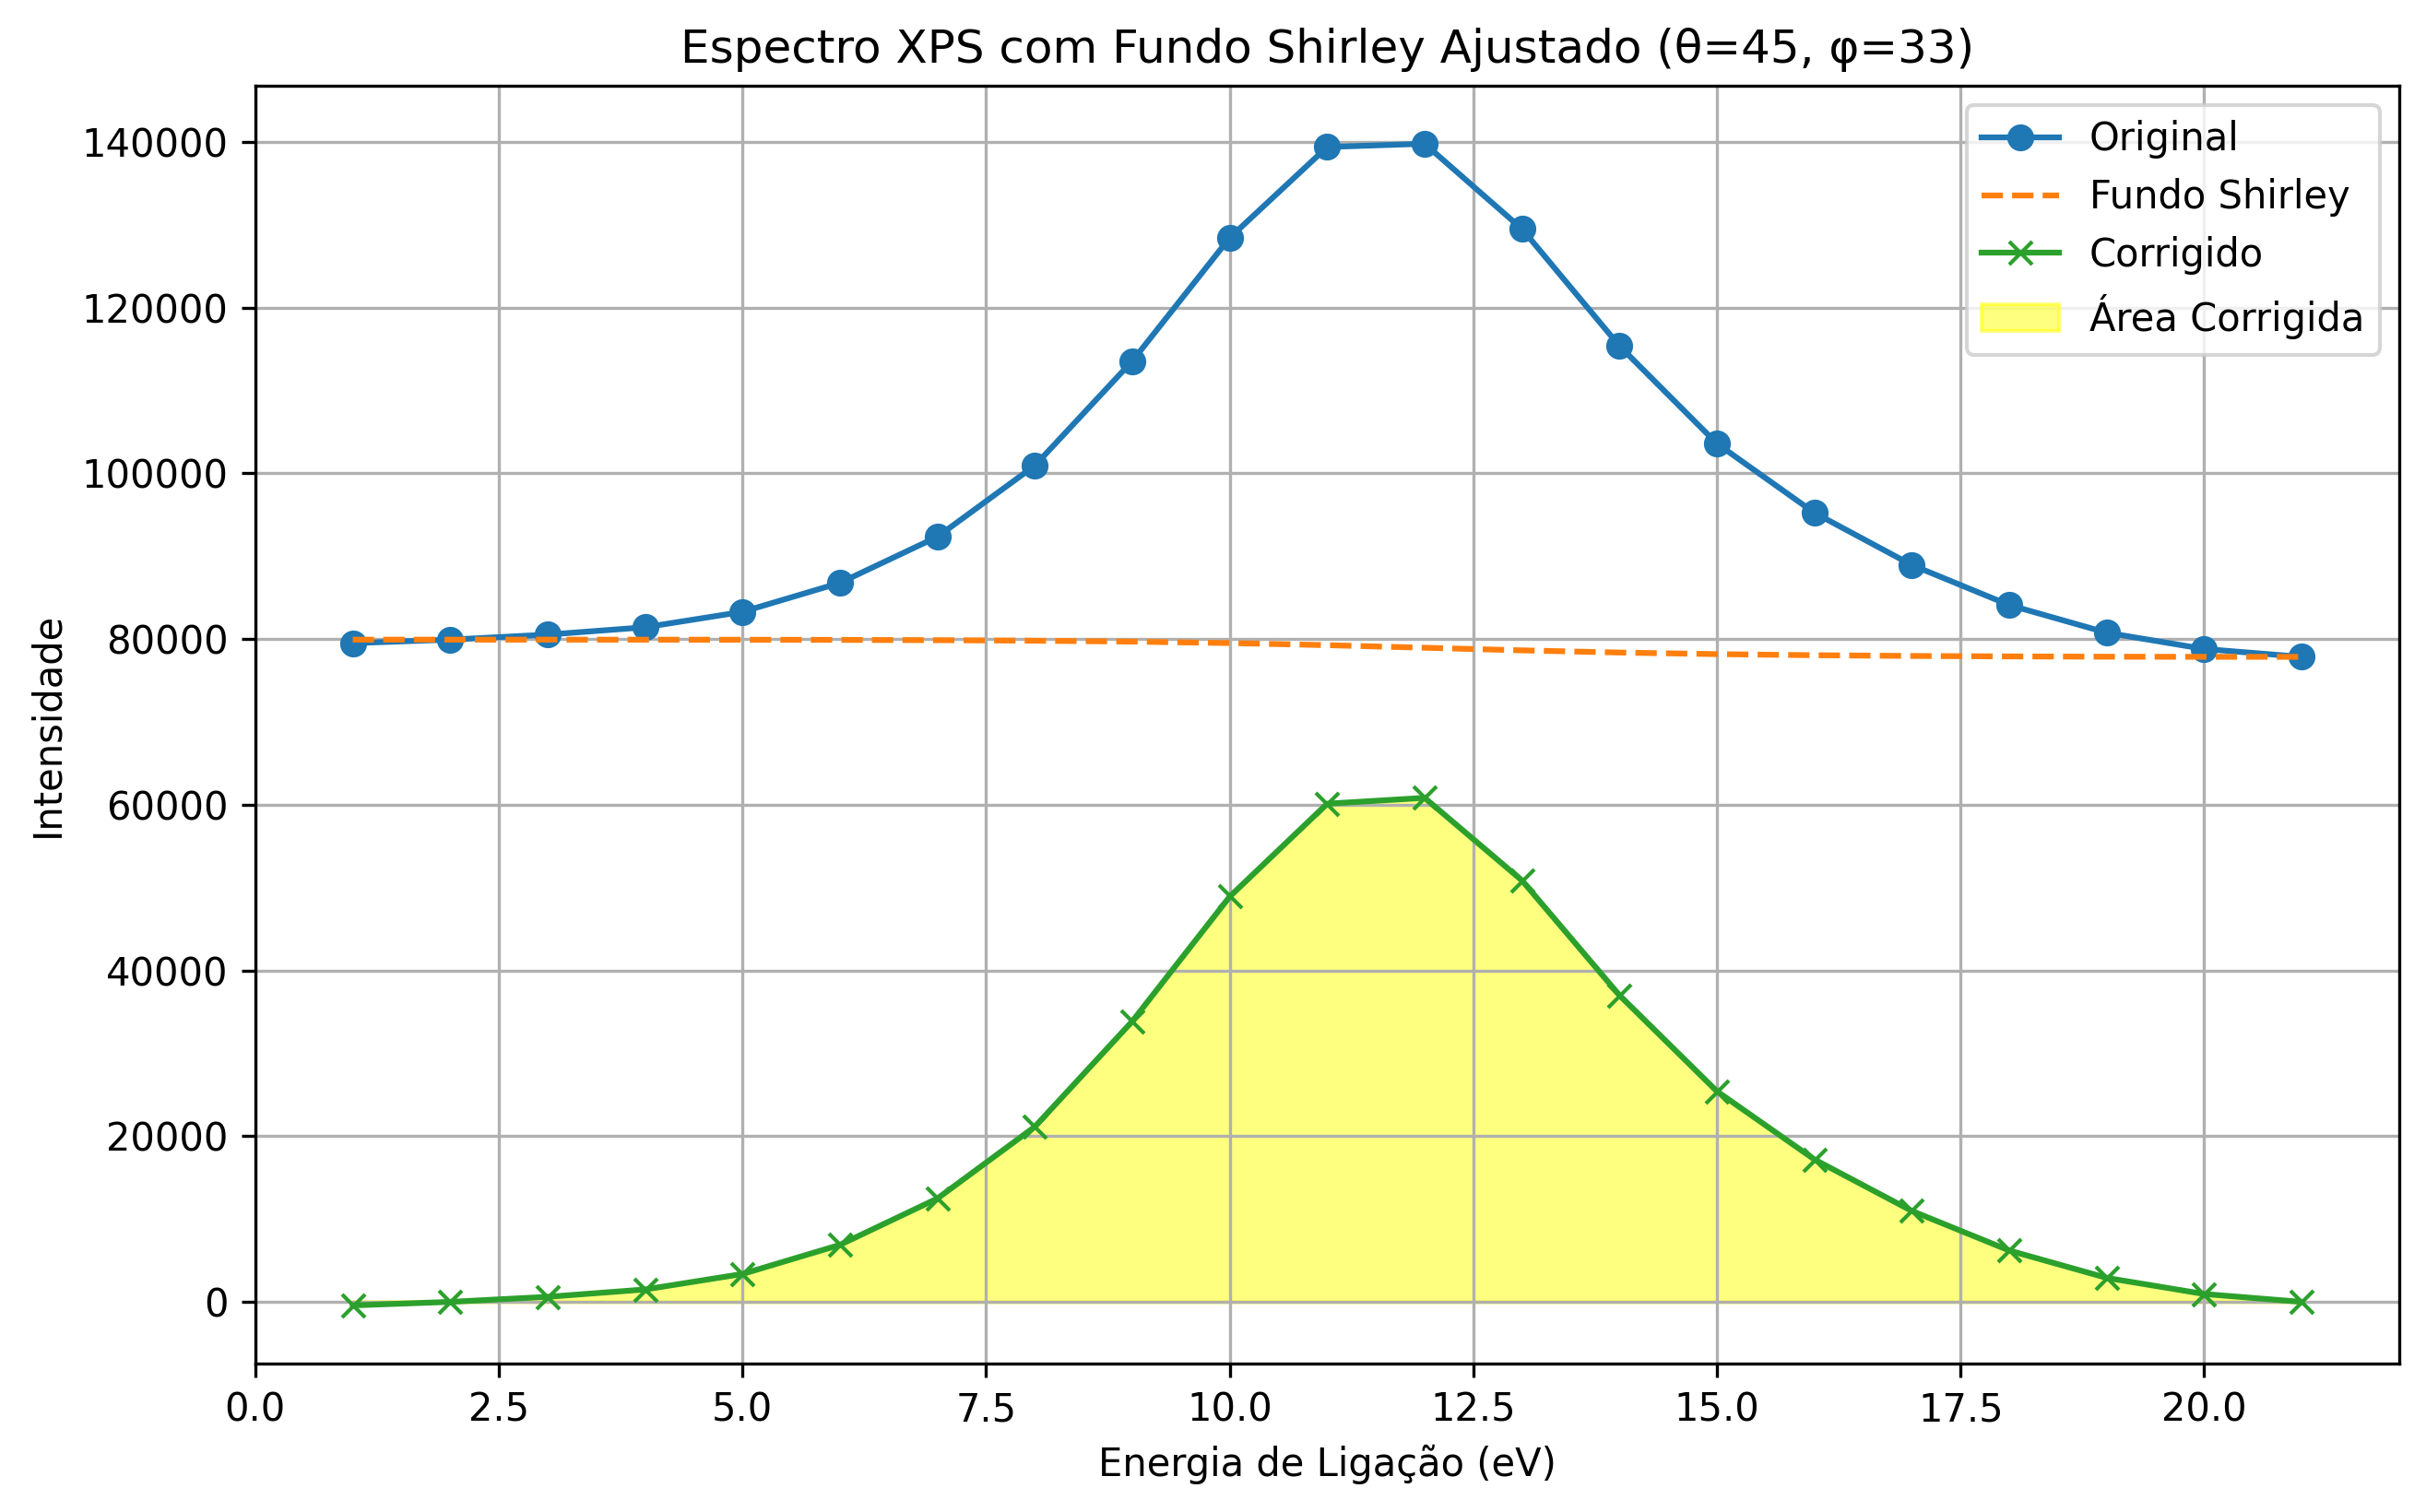 Espectro XPS com Fundo Shirley Ajustado (θ=45, φ=33)
Original
Fundo Shirley
Corrigido
Área Corrigida
Intensidade
140000
120000
100000
80000
60000
40000
20000
0
0.0 2.5 5.0 7.5 10.0 12.5 15.0 17.5 20.0
Energia de Ligação (eV)